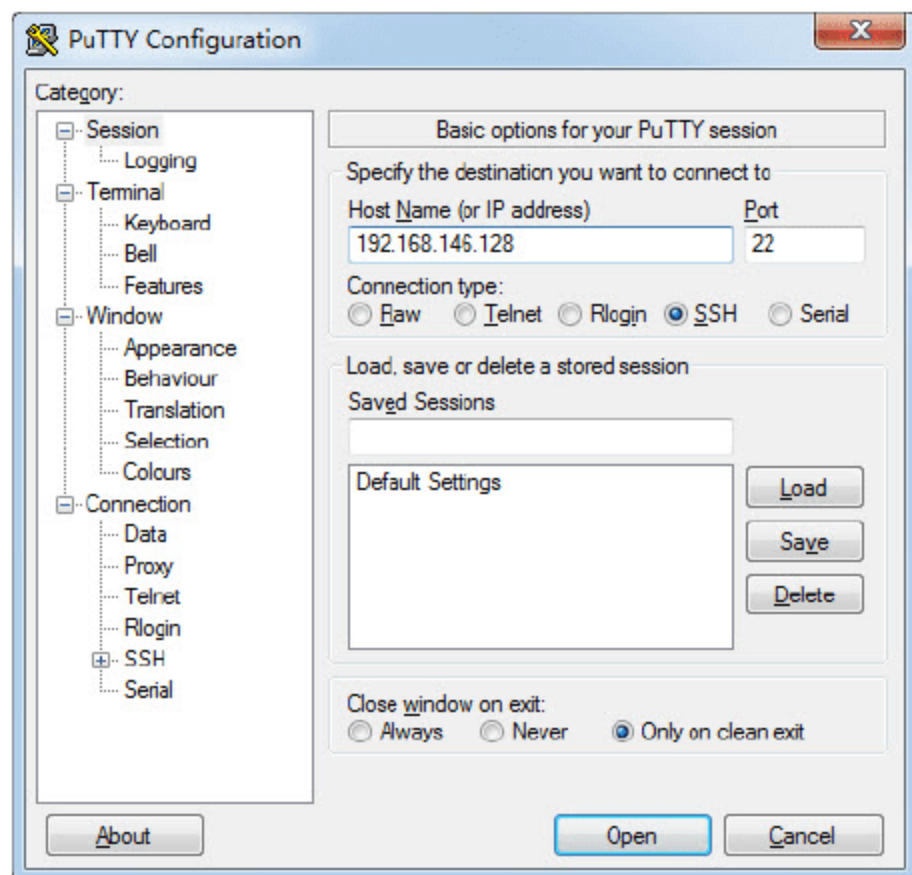 PuTTY Configuration
Category:
Session
Logging
Terminal
Keyboard
Bell
Features
Window
Appearance
Behaviour
Translation
Selection
Colours
Connection
Data
Proxy
Telnet
Rlogin
SSH
Serial
Basic options for your PuTTY session
Specify the destination you want to connect to
Host Name (or IP address) Port
192.168.146.128 22
Connection type:
Raw Telnet Rlogin SSH Serial
Load, save or delete a stored session
Saved Sessions
Default Settings
Load
Save
Delete
Close window on exit:
Always Never Only on clean exit
About Open Cancel